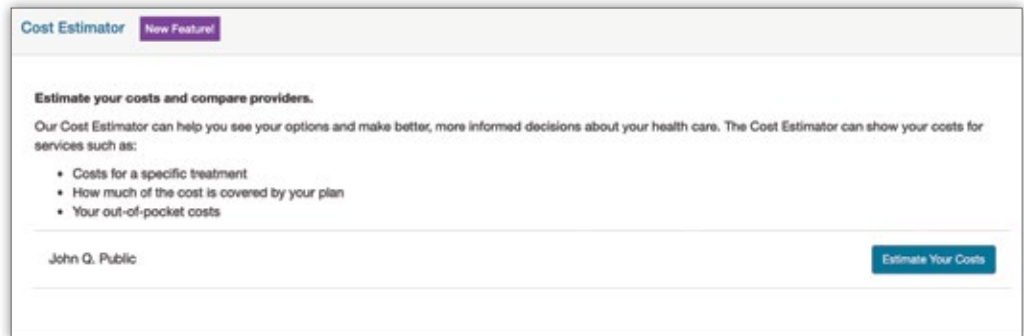 Cost Estimator New Feature!
Estimate your costs and compare providers.
Our Cost Estimator can help you see your options and make better, more informed decisions about your health care. The Cost Estimator can show your costs for
services such as:
• Costs for a specific treatment
• How much of the cost is covered by your plan
• Your out-of-pocket costs
John Q. Public Estimate Your Costs